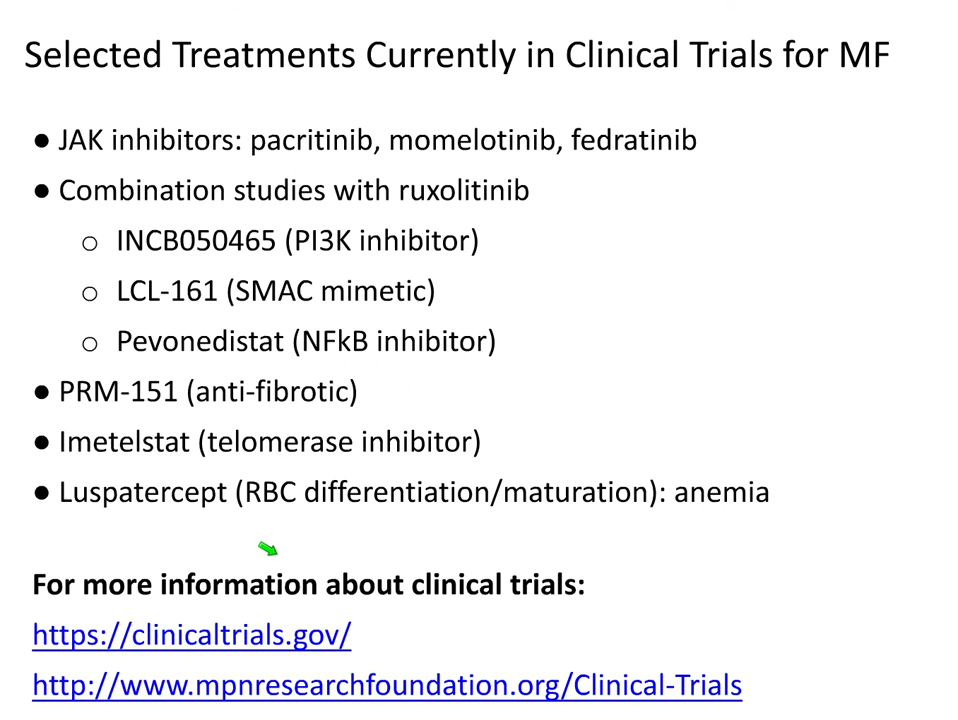 Selected Treatments Currently in Clinical Trials for MF
● JAK inhibitors: pacritinib, momelotinib, fedratinib
● Combination studies with ruxolitinib
o INCB050465 (PI3K inhibitor)
o LCL-161 (SMAC mimetic)
o Pevonedistat (NFkB inhibitor)
● PRM-151 (anti-fibrotic)
● Imetelstat (telomerase inhibitor)
● Luspatercept (RBC differentiation/maturation): anemia
For more information about clinical trials:
https://clinicaltrials.gov/
http://www.mpnresearchfoundation.org/Clinical-Trials